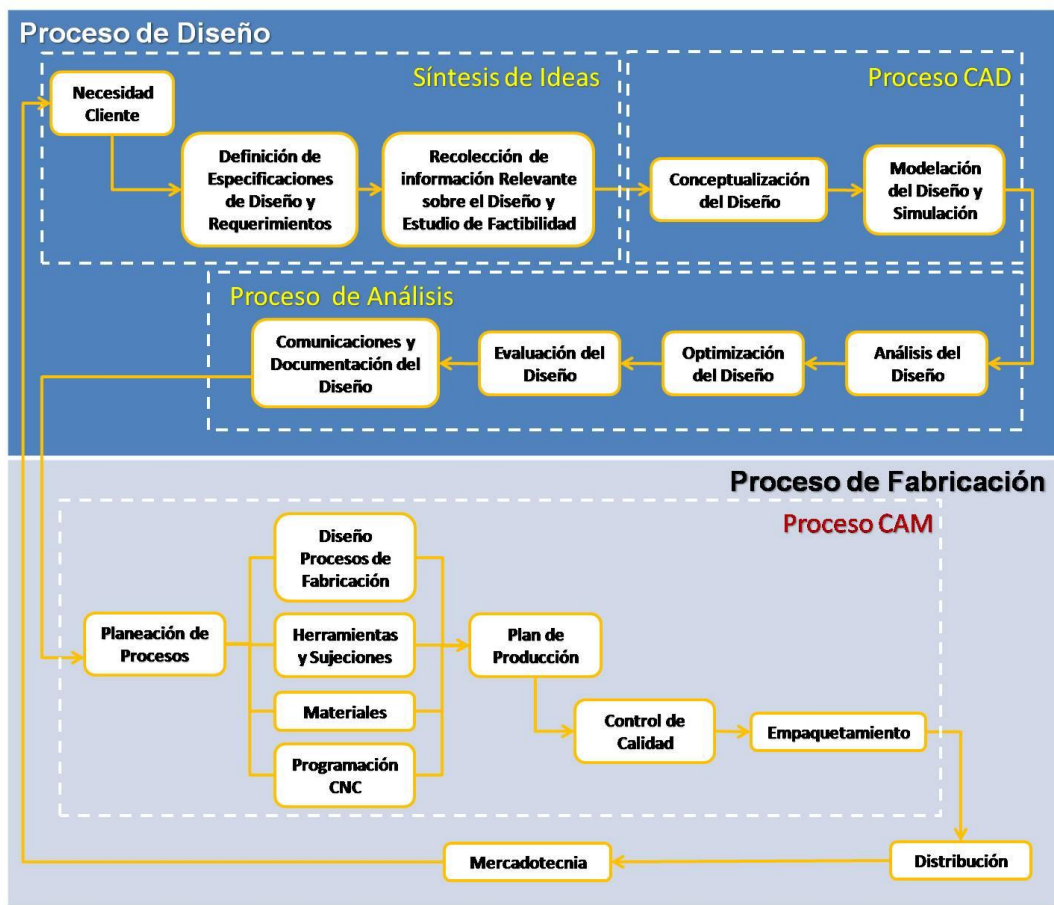 Proceso de Diseño
Síntesis de Ideas
Proceso CAD
Necesidad
Cliente
Definición de
Especificaciones
de Diseño y
Requerimientos
Recolección de
información Relevante
sobre el Diseño y
Estudio de Factibilidad
Conceptualización
del Diseño
Modelación
del Diseño y
Simulación
Proceso de Análisis
Comunicaciones y
Documentación del
Diseño
Evaluación del
Diseño
Optimización
del Diseño
Análisis del
Diseño
Proceso de Fabricación
Proceso CAM
Diseño
Procesos de
Fabricación
Planeación de
Procesos
Herramientas
y Sujeciones
Plan de
Producción
Materiales
Control de
Calidad
Empaquetamiento
Programación
CNC
Mercadotecnia
Distribución